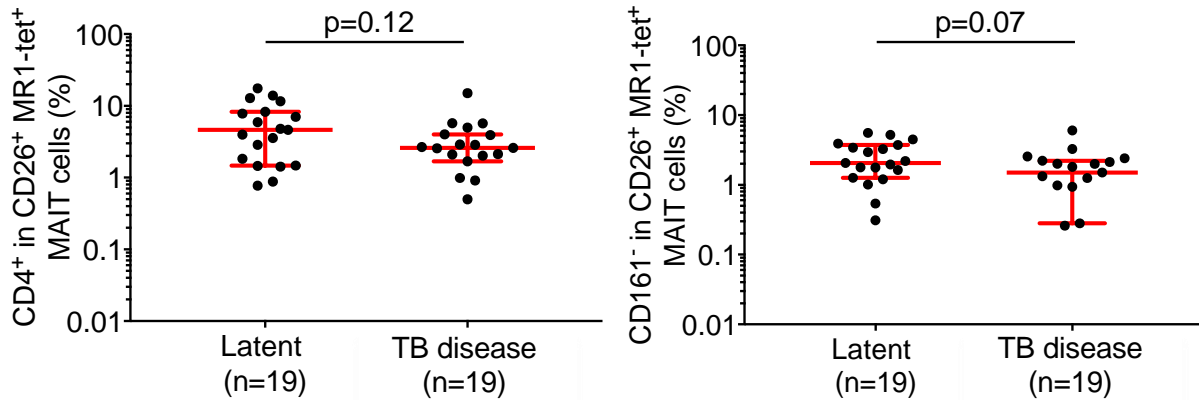 p=0.12
CD4⁺ in CD26⁺ MR1-tet⁺
MAIT cells (%)
100
10
1
0.1
0.01
Latent
(n=19)
TB disease
(n=19)
p=0.07
CD161⁻ in CD26⁺ MR1-tet⁺
MAIT cells (%)
100
10
1
0.1
0.01
Latent
(n=19)
TB disease
(n=19)